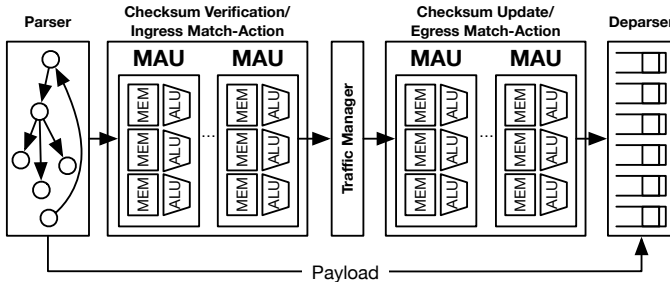 Parser
Checksum Verification/
Ingress Match-Action
Checksum Update/
Egress Match-Action
Deparser
MAU
MAU
MAU
MAU
MEM ALU
MEM ALU
MEM ALU
...
MEM ALU
MEM ALU
MEM ALU
Traffic Manager
MEM ALU
MEM ALU
MEM ALU
...
MEM ALU
MEM ALU
MEM ALU
Payload